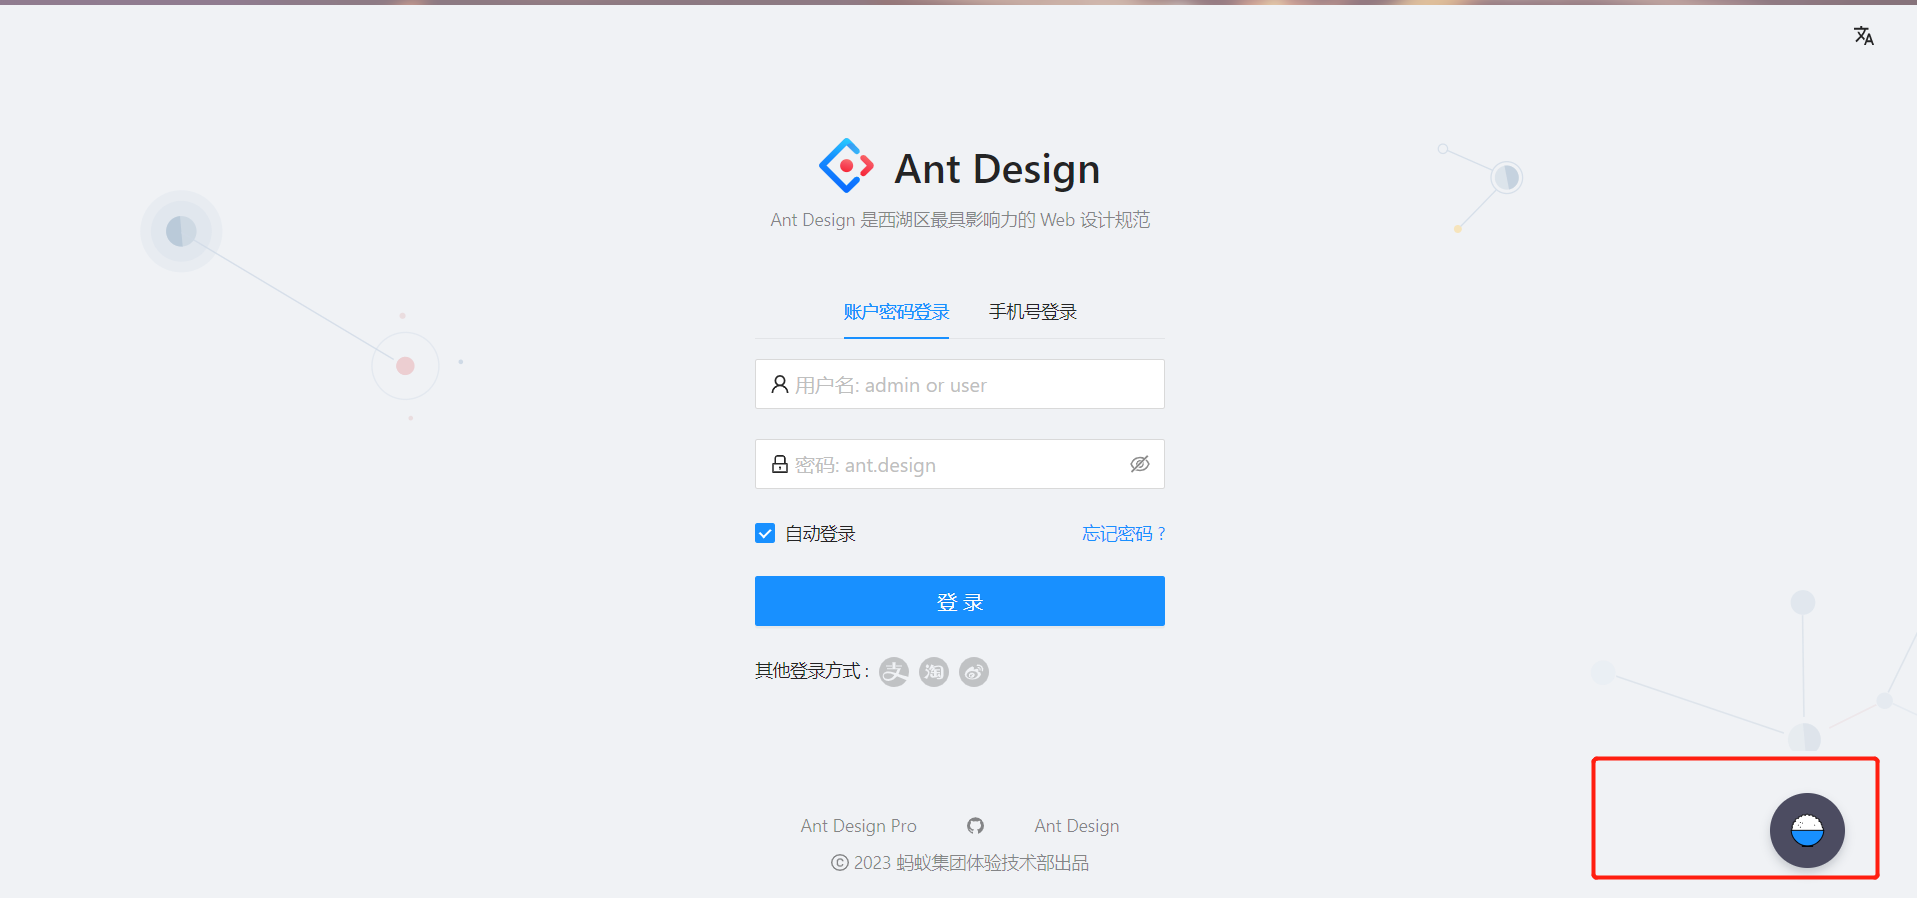 Ant Design
Ant Design 是西湖区最具影响力的 Web 设计规范
账户密码登录 手机号登录
用户名: admin or user
密码: ant.design
自动登录 忘记密码 ?
登 录
其他登录方式 : 支 淘
Ant Design Pro Ant Design
© 2023 蚂蚁集团体验技术部出品